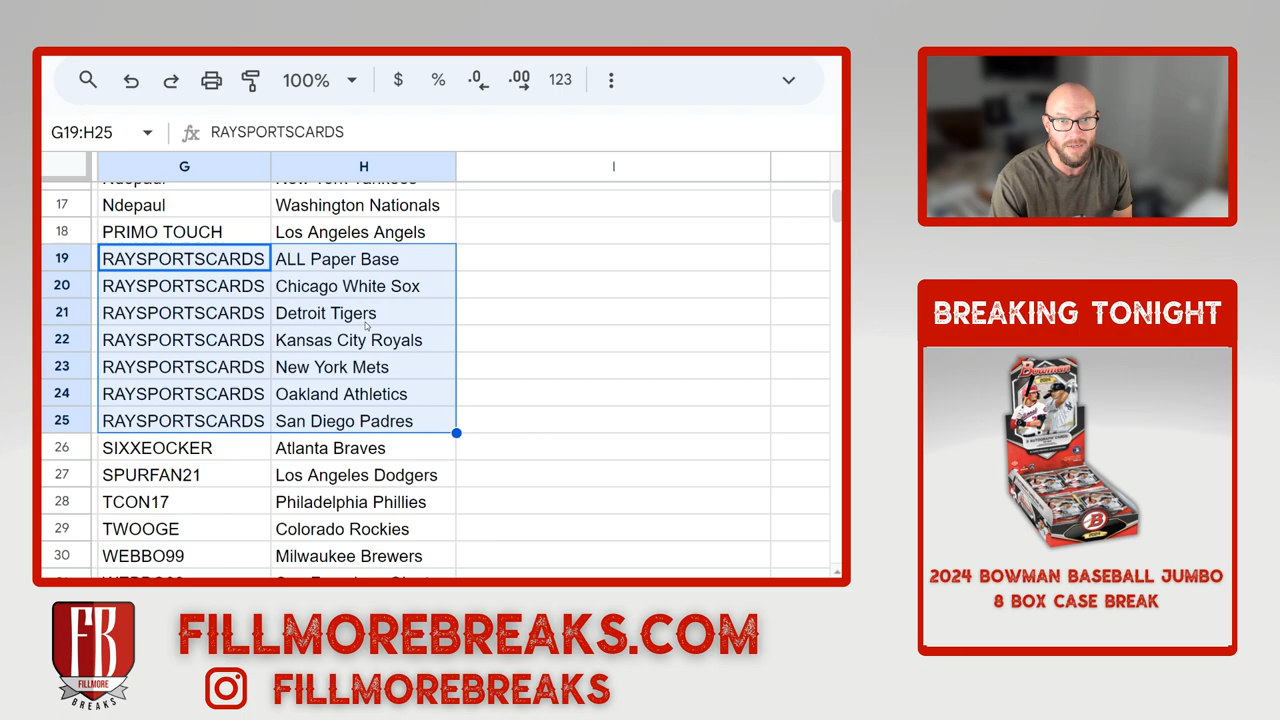 100% $ % .0 .00 123
G19:H25 fx RAYSPORTSCARDS
G H I
17 Ndepaul Washington Nationals
18 PRIMO TOUCH Los Angeles Angels
19 RAYSPORTSCARDS ALL Paper Base
20 RAYSPORTSCARDS Chicago White Sox
21 RAYSPORTSCARDS Detroit Tigers
22 RAYSPORTSCARDS Kansas City Royals
23 RAYSPORTSCARDS New York Mets
24 RAYSPORTSCARDS Oakland Athletics
25 RAYSPORTSCARDS San Diego Padres
26 SIXXEOCKER Atlanta Braves
27 SPURFAN21 Los Angeles Dodgers
28 TCON17 Philadelphia Phillies
29 TWOOGE Colorado Rockies
30 WEBBO99 Milwaukee Brewers
BREAKING TONIGHT
Bowman
2024
B
2024 BOWMAN BASEBALL JUMBO
8 BOX CASE BREAK
FB
FILLMORE
BREAKS
FILLMOREBREAKS.COM
FILLMOREBREAKS